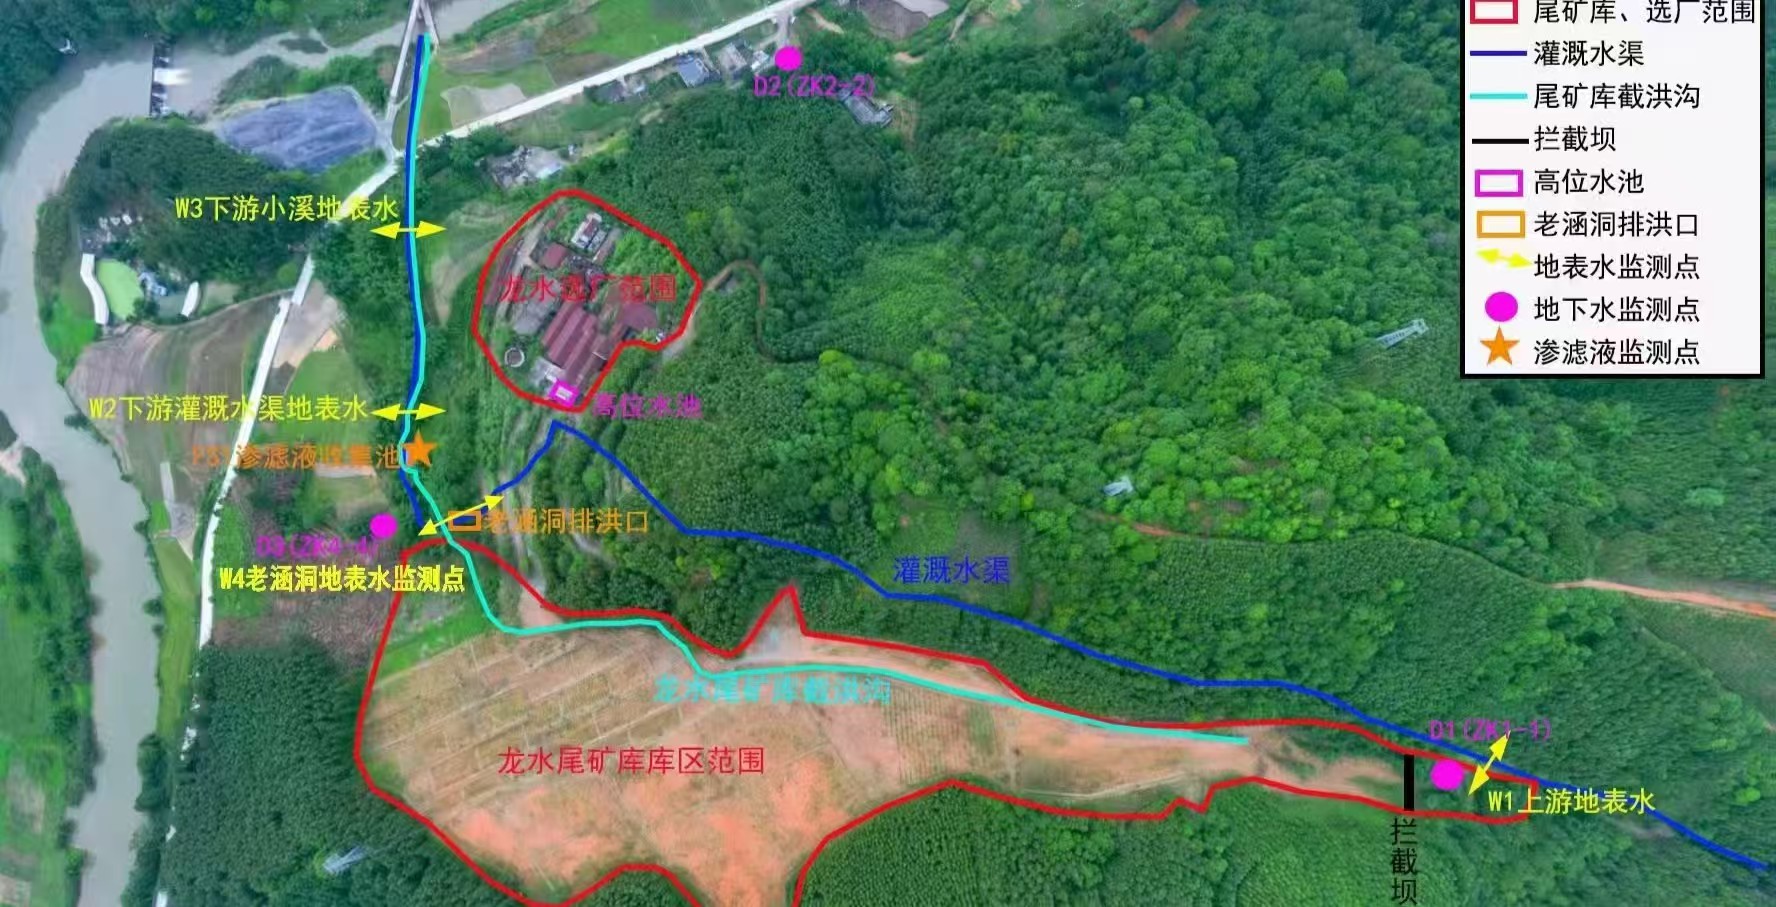 尾矿库、选厂范围
灌溉水渠
尾矿库截洪沟
拦截坝
高位水池
老涵洞排洪口
地表水监测点
地下水监测点
渗滤液监测点
D2(ZK2-2)
W3下游小溪地表水
龙水选厂范围
高位水池
W2下游灌溉水渠地表水
渗滤液收集池
老涵洞排洪口
D3(ZK4-4)
W4老涵洞地表水监测点
灌溉水渠
龙水尾矿库截洪沟
龙水尾矿库库区范围
D1(ZK1-1)
W1上游地表水
拦截坝